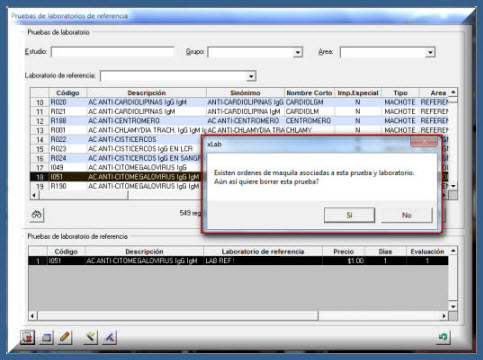 Pruebas de laboratorios de referencia
Pruebas de laboratorio
Estudio:
Grupo:
Area:
Laboratorio de referencia:
Código Descripción Sinónimo Nombre Corto Imp.Especial Tipo Area
10 R020 AC ANTI-CARDIOLIPINAS IgG IgM ANTI-CARDIOLIPINAS IgG CARDIOLGM N MACHOTE REFEREN
11 R021 AC ANTI-CARDIOLIPINAS IgM ANTI-CARDIOLIPINAS CARDIOLM N MACHOTE REFEREN
12 R188 AC ANTI-CENTROMERO ANTI-CENTROMERO CENTROMERO N MACHOTE REFEREN
13 R001 AC ANTI-CHLAMYDIA TRACH. IgG IgM AC ANTI-CHLAMYDIA TRA CHLAMY N MACHOTE REFEREN
14 R022 AC ANTI-CISTICERCOS
15 R023 AC ANTI-CISTICERCOS IgG EN LCR
16 R024 AC ANTI-CISTICERCOS IgG EN SANGR
17 I049 AC ANTI-CITOMEGALOVIRUS IgG
18 I051 AC ANTI-CITOMEGALOVIRUS IgG IgM
19 R190 AC ANTI-CITOMEGALOVIRUS IgM
xLab
Existen ordenes de maquila asociadas a esta prueba y laboratorio.
Aún así quiere borrar esta prueba?
Sí No
549 reg
Pruebas de laboratorio de referencia
Código Descripción Laboratorio de referencia Precio Días Evaluación
1 I051 AC ANTI-CITOMEGALOVIRUS IgG IgM LAB REF1 $1.00 1 1